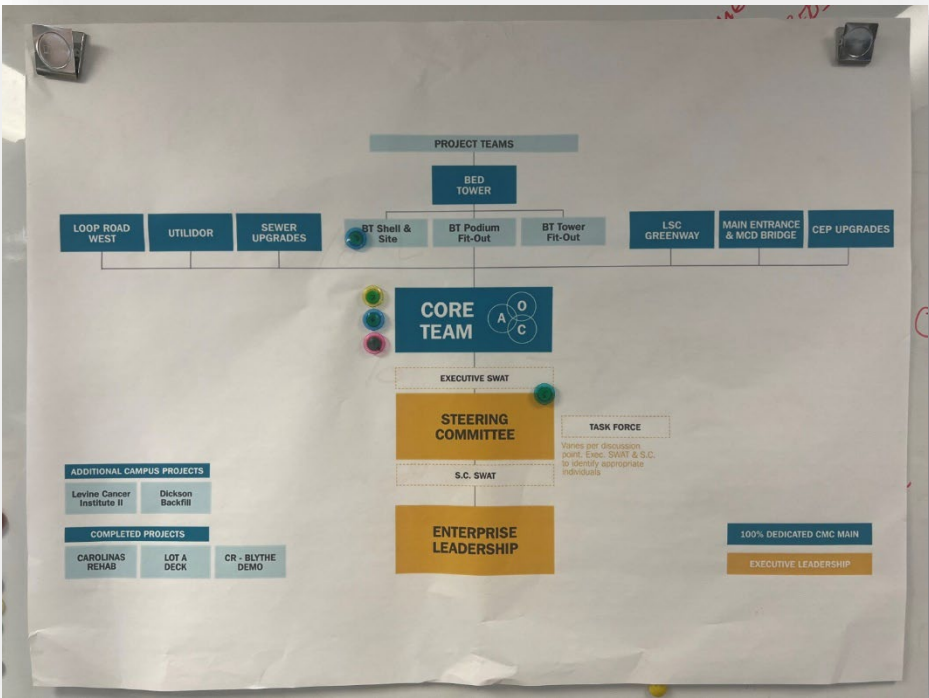 PROJECT TEAMS
BED
TOWER
LOOP ROAD
WEST
UTILIDOR
SEWER
UPGRADES
BT Shell &
Site
BT Podium
Fit-Out
BT Tower
Fit-Out
LSC
GREENWAY
MAIN ENTRANCE
& MCD BRIDGE
CEP UPGRADES
CORE
TEAM
A
O
C
EXECUTIVE SWAT
STEERING
COMMITTEE
TASK FORCE
Varies per discussion
point. Exec. SWAT & S.C.
to identify appropriate
individuals
S.C. SWAT
ENTERPRISE
LEADERSHIP
ADDITIONAL CAMPUS PROJECTS
Levine Cancer
Institute II
Dickson
Backfill
COMPLETED PROJECTS
CAROLINAS
REHAB
LOT A
DECK
CR - BLYTHE
DEMO
100% DEDICATED CMC MAIN
EXECUTIVE LEADERSHIP